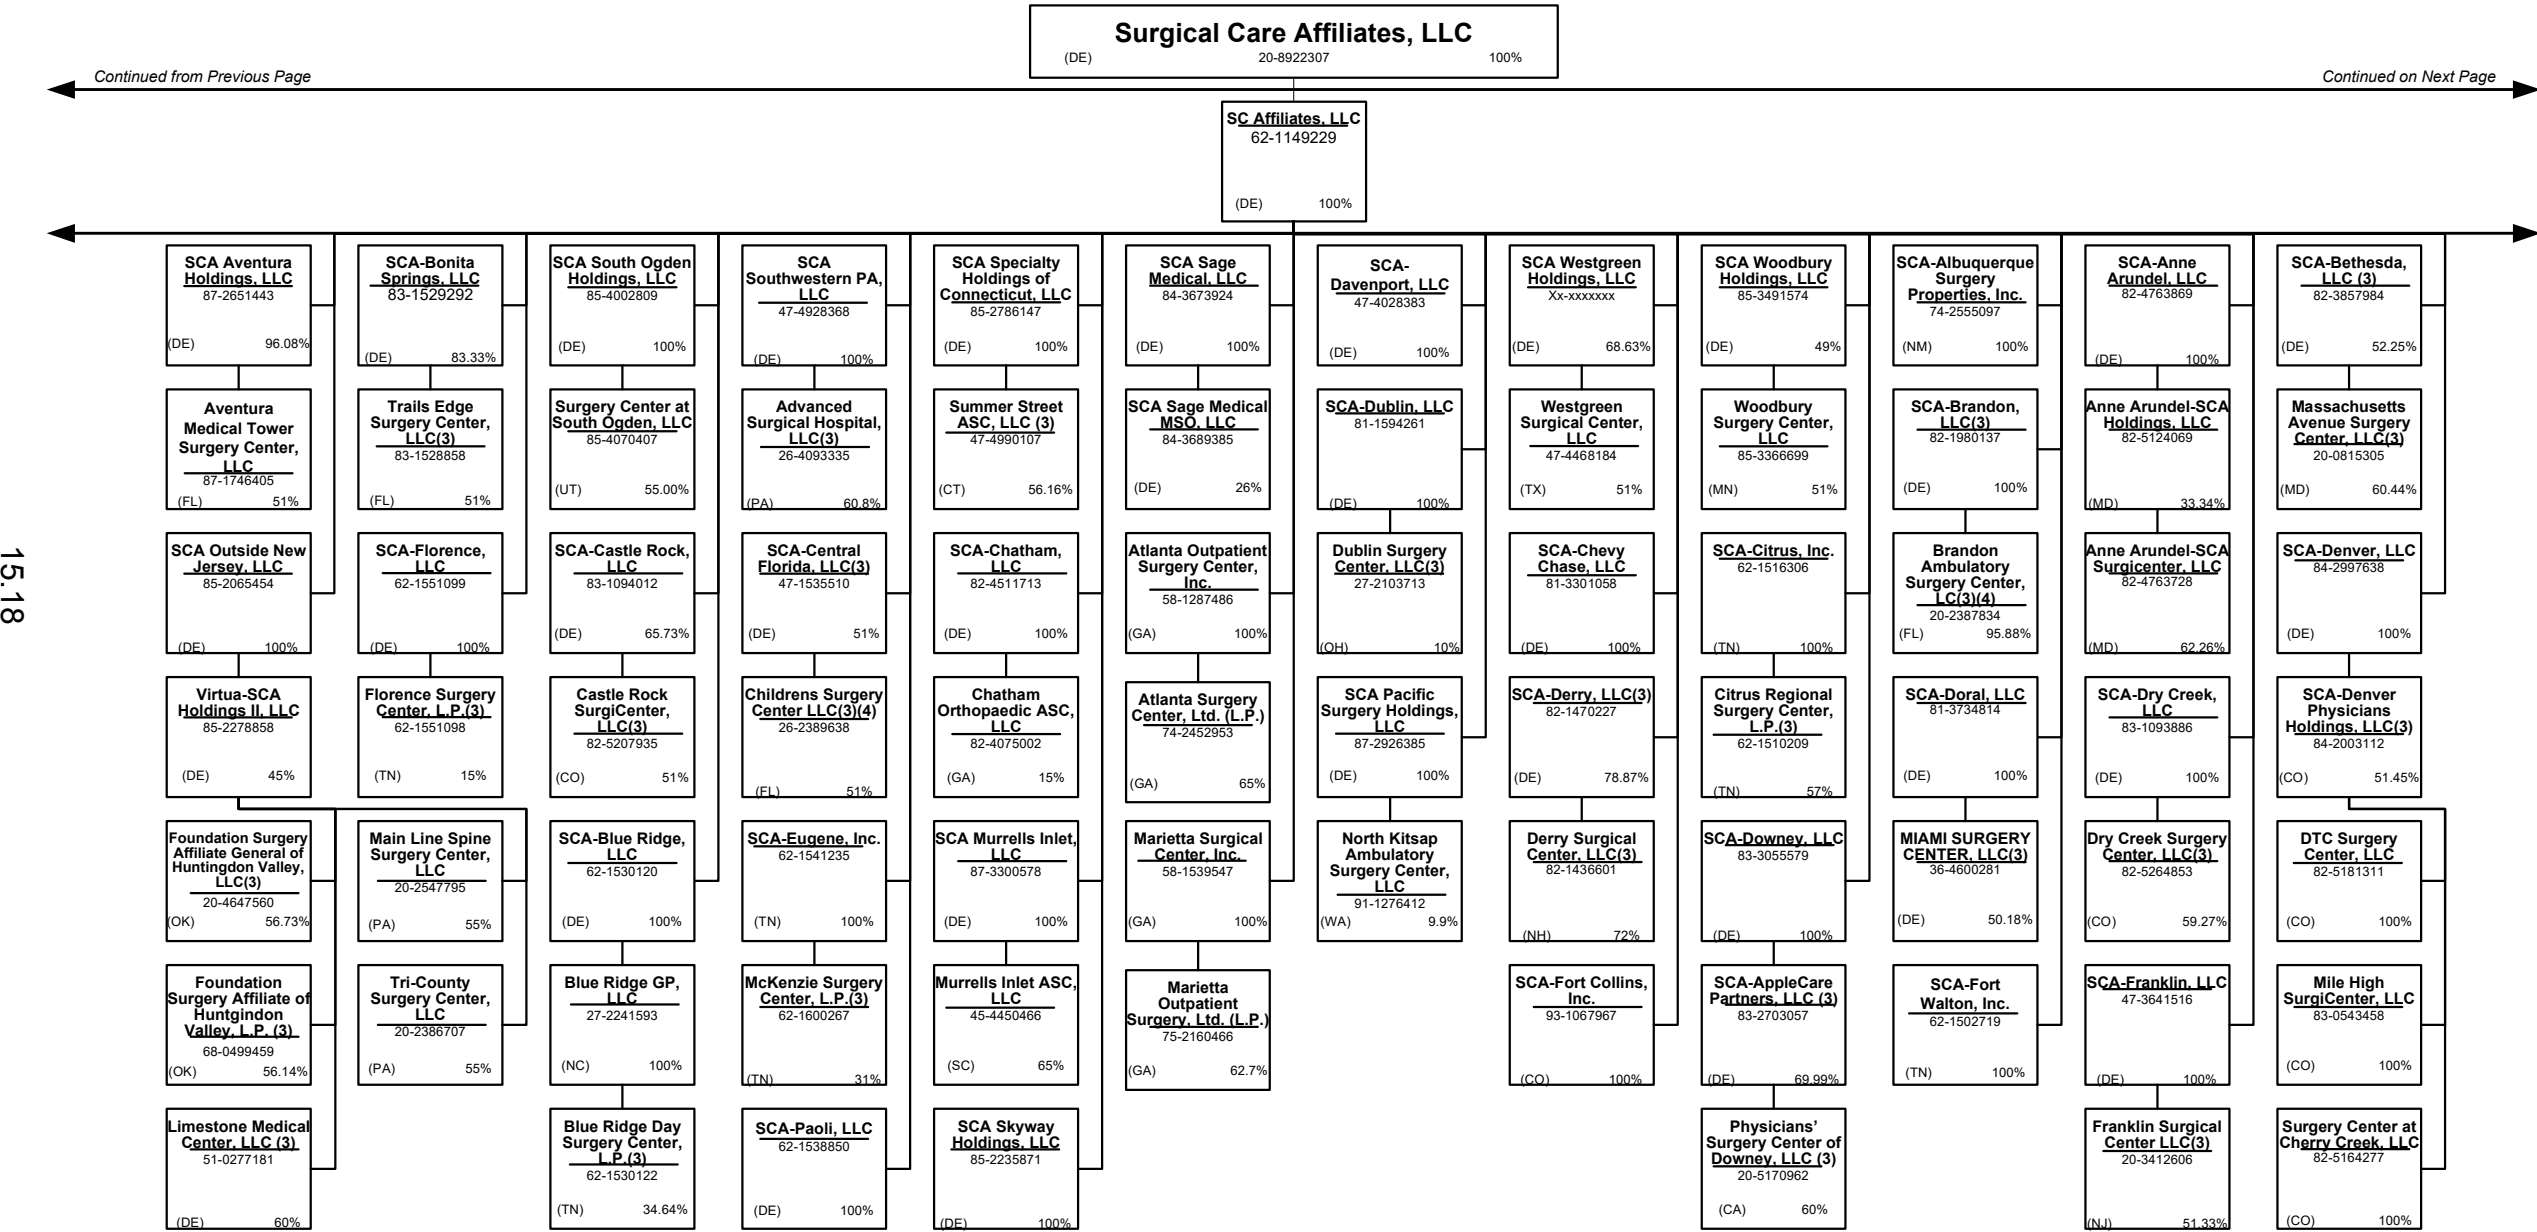 Surgical Care Affiliates, LLC
(DE) 20-8922307 100%
Continued from Previous Page
Continued on Next Page
SC Affiliates, LLC
62-1149229
(DE) 100%
SCA Aventura
Holdings, LLC
87-2651443
(DE) 96.08%
SCA-Bonita
Springs, LLC
83-1529292
(DE) 83.33%
SCA South Ogden
Holdings, LLC
85-4002809
(DE) 100%
SCA
Southwestern PA,
LLC
47-4928368
(DE) 100%
SCA Specialty
Holdings of
Connecticut, LLC
85-2786147
(DE) 100%
SCA Sage
Medical, LLC
84-3673924
(DE) 100%
SCA-
Davenport, LLC
47-4028383
(DE) 100%
SCA Westgreen
Holdings, LLC
Xx-xxxxxxx
(DE) 68.63%
SCA Woodbury
Holdings, LLC
85-3491574
(DE) 49%
SCA-Albuquerque
Surgery
Properties, Inc.
74-2555097
(NM) 100%
SCA-Anne
Arundel, LLC
82-4763869
(DE) 100%
SCA-Bethesda,
LLC (3)
82-3857984
(DE) 52.25%
Aventura
Medical Tower
Surgery Center,
LLC
87-1746405
(FL) 51%
Trails Edge
Surgery Center,
LLC(3)
83-1528858
(FL) 51%
Surgery Center at
South Ogden, LLC
85-4070407
(UT) 55.00%
Advanced
Surgical Hospital,
LLC(3)
26-4093335
(PA) 60.8%
Summer Street
ASC, LLC (3)
47-4990107
(CT) 56.16%
SCA Sage Medical
MSO, LLC
84-3689385
(DE) 26%
SCA-Dublin, LLC
81-1594261
(DE) 100%
Westgreen
Surgical Center,
LLC
47-4468184
(TX) 51%
Woodbury
Surgery Center,
LLC
85-3366699
(MN) 51%
SCA-Brandon,
LLC(3)
82-1980137
(DE) 100%
Anne Arundel-SCA
Holdings, LLC
82-5124069
(MD) 33.34%
Massachusetts
Avenue Surgery
Center, LLC(3)
20-0815305
(MD) 60.44%
SCA Outside New
Jersey, LLC
85-2065454
(DE) 100%
SCA-Florence,
LLC
62-1551099
(DE) 100%
SCA-Castle Rock,
LLC
83-1094012
(DE) 65.73%
SCA-Central
Florida, LLC(3)
47-1535510
(DE) 51%
SCA-Chatham,
LLC
82-4511713
(DE) 100%
Atlanta Outpatient
Surgery Center,
Inc.
58-1287486
(GA) 100%
Dublin Surgery
Center, LLC(3)
27-2103713
(OH) 10%
SCA-Chevy
Chase, LLC
81-3301058
(DE) 100%
SCA-Citrus, Inc.
62-1516306
(TN) 100%
Brandon
Ambulatory
Surgery Center,
LC(3)(4)
20-2387834
(FL) 95.88%
Anne Arundel-SCA
Surgicenter, LLC
82-4763728
(MD) 62.26%
SCA-Denver, LLC
84-2997638
(DE) 100%
Virtua-SCA
Holdings II, LLC
85-2278858
(DE) 45%
Florence Surgery
Center, L.P.(3)
62-1551098
(TN) 15%
Castle Rock
SurgiCenter,
LLC(3)
82-5207935
(CO) 51%
Childrens Surgery
Center LLC(3)(4)
26-2389638
(FL) 51%
Chatham
Orthopaedic ASC,
LLC
82-4075002
(GA) 15%
Atlanta Surgery
Center, Ltd. (L.P.)
74-2452953
(GA) 65%
SCA Pacific
Surgery Holdings,
LLC
87-2926385
(DE) 100%
SCA-Derry, LLC(3)
82-1470227
(DE) 78.87%
Citrus Regional
Surgery Center,
L.P.(3)
62-1510209
(TN) 57%
SCA-Doral, LLC
81-3734814
(DE) 100%
SCA-Dry Creek,
LLC
83-1093886
(DE) 100%
SCA-Denver
Physicians
Holdings, LLC(3)
84-2003112
(CO) 51.45%
Foundation Surgery
Affiliate General of
Huntingdon Valley,
LLC(3)
20-4647560
(OK) 56.73%
Main Line Spine
Surgery Center,
LLC
20-2547795
(PA) 55%
SCA-Blue Ridge,
LLC
62-1530120
(DE) 100%
SCA-Eugene, Inc.
62-1541235
(TN) 100%
SCA Murrells Inlet,
LLC
87-3300578
(DE) 100%
Marietta Surgical
Center, Inc.
58-1539547
(GA) 100%
North Kitsap
Ambulatory
Surgery Center,
LLC
91-1276412
(WA) 9.9%
Derry Surgical
Center, LLC(3)
82-1436601
(NH) 72%
SCA-Downey, LLC
83-3055579
(DE) 100%
MIAMI SURGERY
CENTER, LLC(3)
36-4600281
(DE) 50.18%
Dry Creek Surgery
Center, LLC(3)
82-5264853
(CO) 59.27%
DTC Surgery
Center, LLC
82-5181311
(CO) 100%
Foundation
Surgery Affiliate of
Huntgindon
Valley, L.P. (3)
68-0499459
(OK) 56.14%
Tri-County
Surgery Center,
LLC
20-2386707
(PA) 55%
Blue Ridge GP,
LLC
27-2241593
(NC) 100%
McKenzie Surgery
Center, L.P.(3)
62-1600267
(TN) 31%
Murrells Inlet ASC,
LLC
45-4450466
(SC) 65%
Marietta
Outpatient
Surgery, Ltd. (L.P.)
75-2160466
(GA) 62.7%
SCA-Fort Collins,
Inc.
93-1067967
(CO) 100%
SCA-AppleCare
Partners, LLC (3)
83-2703057
(DE) 69.99%
SCA-Fort
Walton, Inc.
62-1502719
(TN) 100%
SCA-Franklin, LLC
47-3641516
(DE) 100%
Mile High
SurgiCenter, LLC
83-0543458
(CO) 100%
Limestone Medical
Center, LLC (3)
51-0277181
(DE) 60%
Blue Ridge Day
Surgery Center,
L.P.(3)
62-1530122
(TN) 34.64%
SCA-Paoli, LLC
62-1538850
(DE) 100%
SCA Skyway
Holdings, LLC
85-2235871
(DE) 100%
Physicians’
Surgery Center of
Downey, LLC (3)
20-5170962
(CA) 60%
Franklin Surgical
Center LLC(3)
20-3412606
(NJ) 51.33%
Surgery Center at
Cherry Creek, LLC
82-5164277
(CO) 100%
15.18